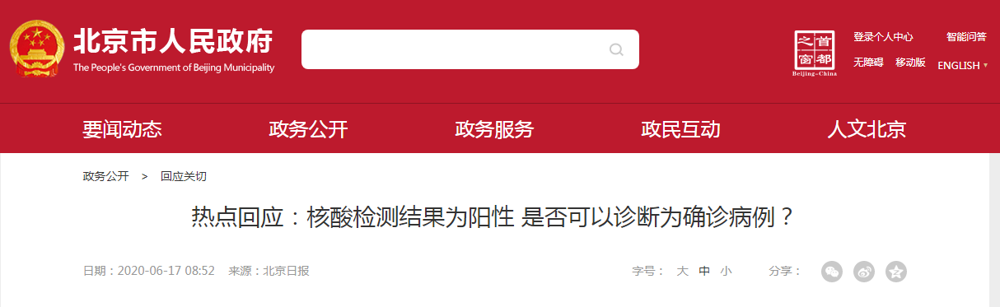 北京市人民政府
The People's Government of Beijing Municipality
首都之窗
Beijing-China
登录个人中心 智能问答
无障碍 移动版 ENGLISH
要闻动态 政务公开 政务服务 政民互动 人文北京
政务公开 > 回应关切
热点回应：核酸检测结果为阳性 是否可以诊断为确诊病例？
日期：2020-06-17 08:52 来源：北京日报 字号： 大 中 小 分享：